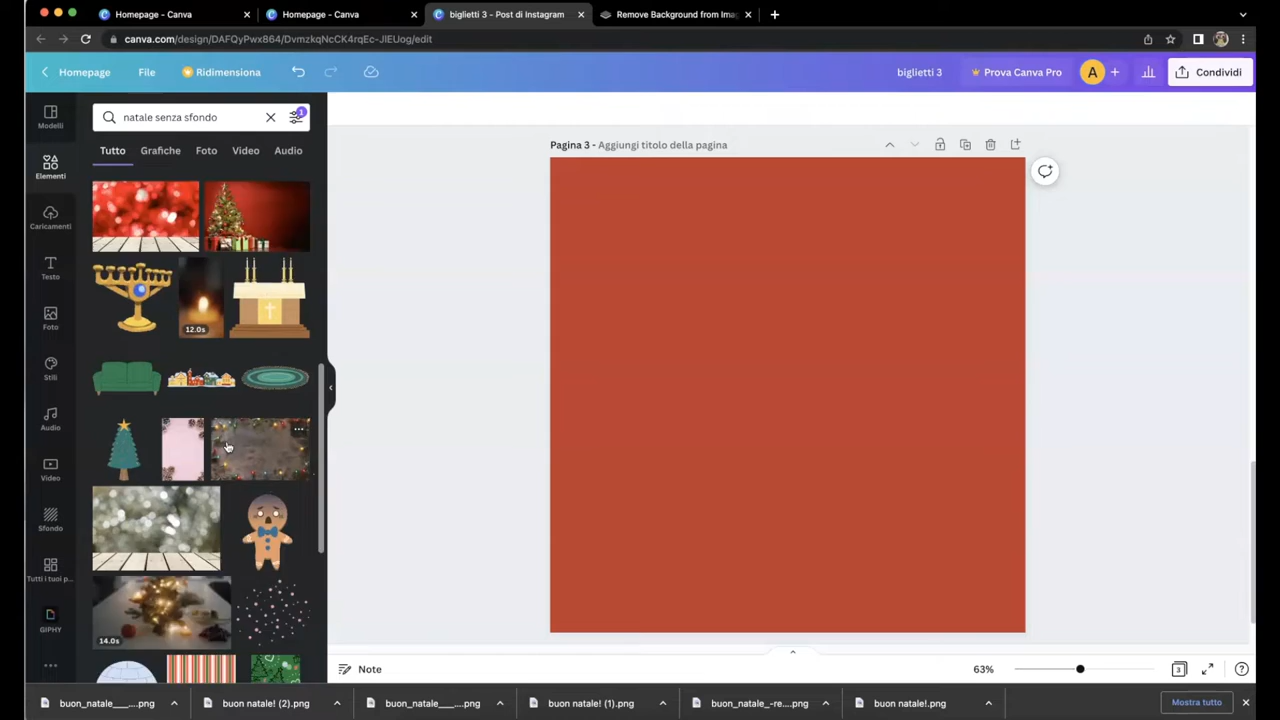 Homepage - Canva
Homepage - Canva
biglietti 3 - Post di Instagram
Remove Background from Ima
canva.com/design/DAFQyPwx864/DvmzkqNcCK4rqEc-JIEUog/edit
Homepage
File
Ridimensiona
biglietti 3
Prova Canva Pro
A
Condividi
Modelli
Elementi
Caricamenti
Testo
Foto
Stili
Audio
Video
Sfondo
Tutti i tuoi p...
GIPHY
natale senza sfondo
1
Tutto
Grafiche
Foto
Video
Audio
12.0s
14.0s
Pagina 3 - Aggiungi titolo della pagina
Note
63%
3
buon_natale___....png
buon natale! (2).png
buon_natale___....png
buon natale! (1).png
buon_natale_-re....png
buon natale!.png
Mostra tutto